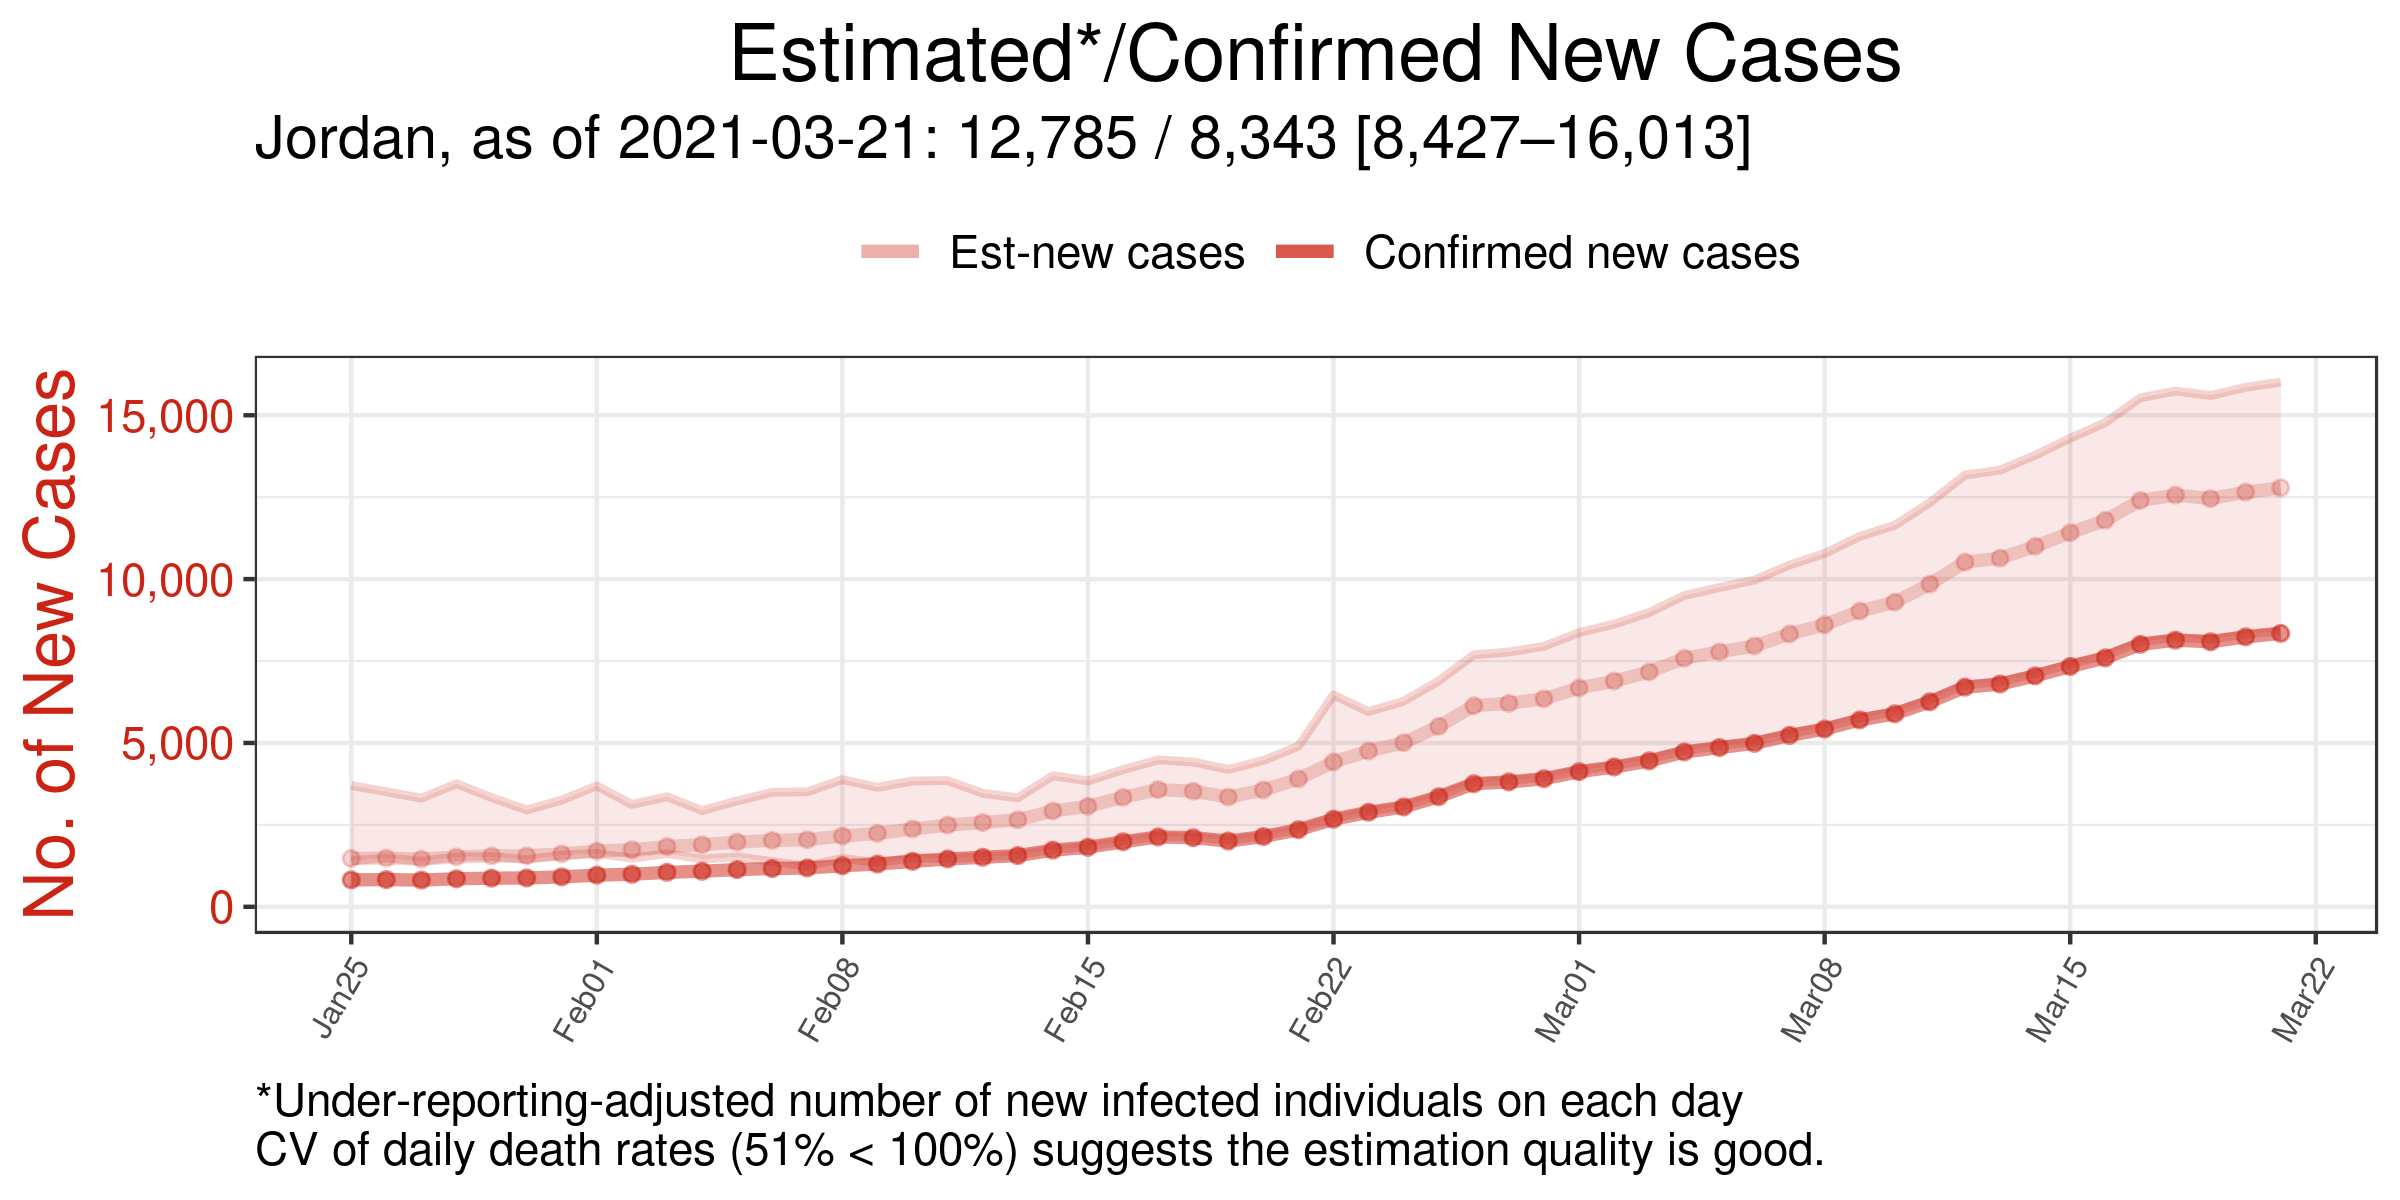 Estimated*/Confirmed New Cases
Jordan, as of 2021-03-21: 12,785 / 8,343 [8,427–16,013]
Est-new cases
Confirmed new cases
No. of New Cases
15,000
10,000
5,000
0
Jan25
Feb01
Feb08
Feb15
Feb22
Mar01
Mar08
Mar15
Mar22
*Under-reporting-adjusted number of new infected individuals on each day
CV of daily death rates (51% < 100%) suggests the estimation quality is good.